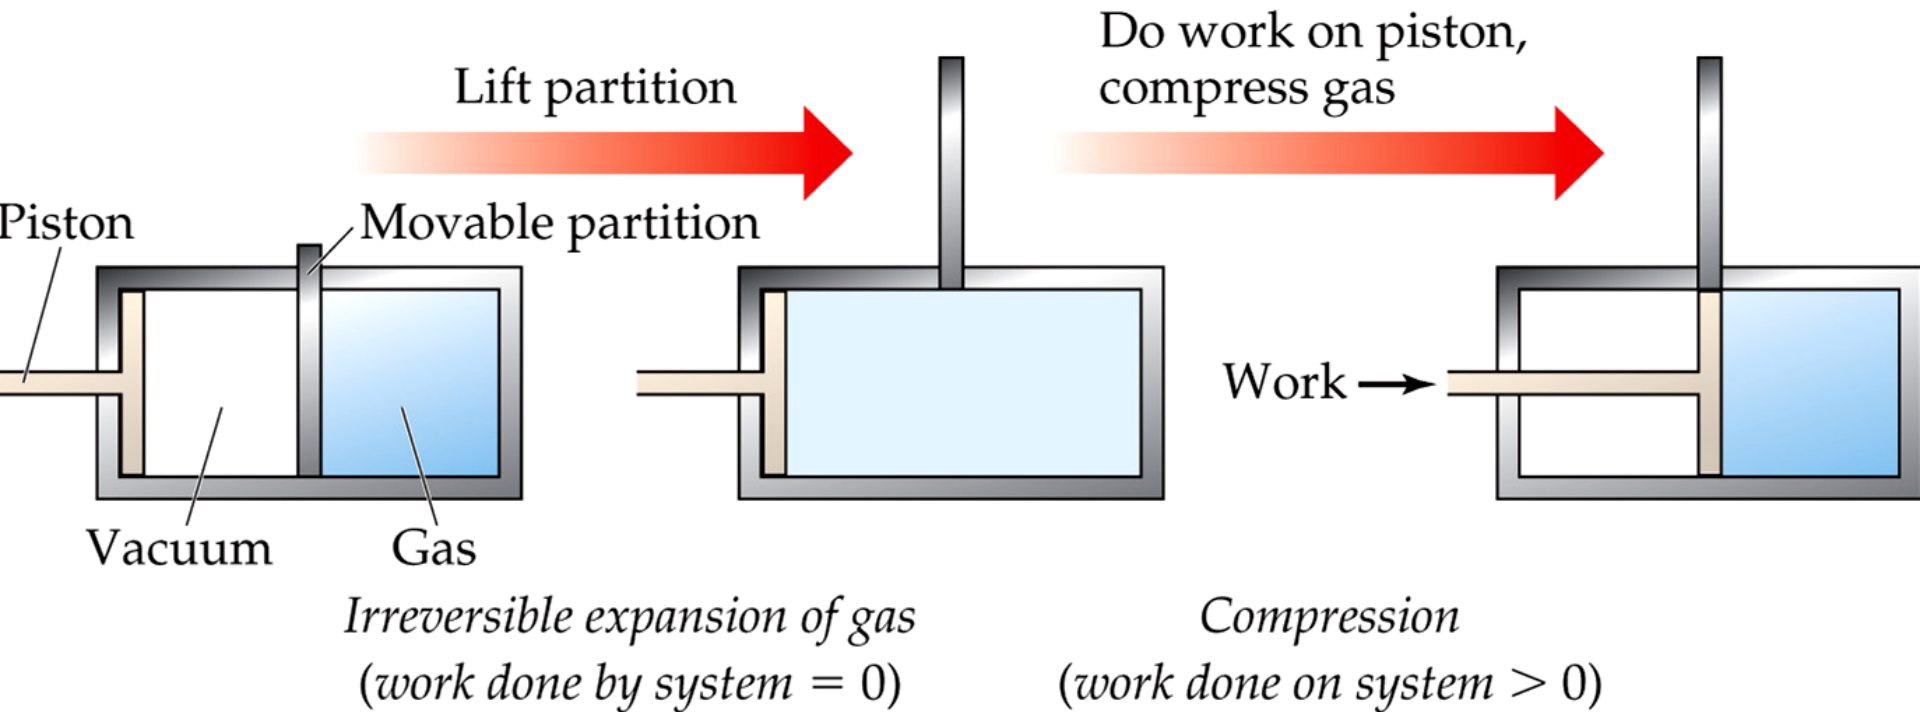 Lift partition
Do work on piston,
compress gas
Piston
Movable partition
Work
Vacuum
Gas
Irreversible expansion of gas
(work done by system = 0)
Compression
(work done on system > 0)